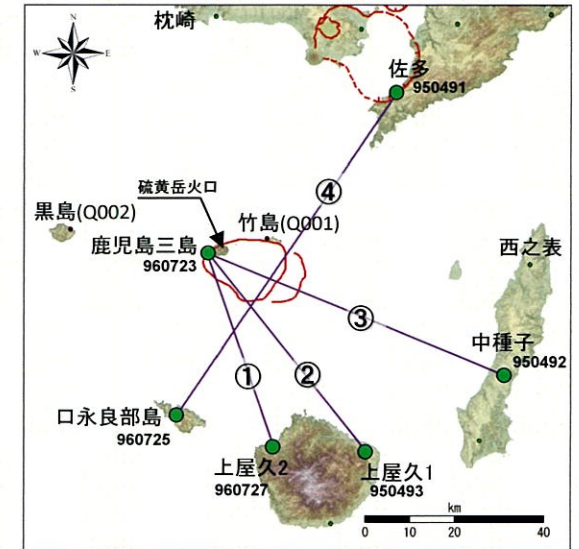 枕崎
N
W
E
S
佐多
950491
④
硫黄岳火口
黒島(Q002)
竹島(Q001)
鹿児島三島
960723
西之表
③
中種子
950492
①
②
口永良部島
960725
上屋久2
960727
上屋久1
950493
km
0 10 20 40